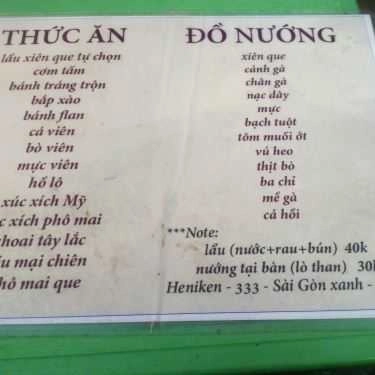 THỨC ĂN
lẩu xiên que tự chọn
cơm tấm
bánh tráng trộn
bắp xào
bánh flan
cá viên
bò viên
mực viên
hồ lô
xúc xích Mỹ
xích phô mai
khoai tây lắc
mại chiên
mai que
ĐỒ NƯỚNG
xiên que
cánh gà
chân gà
nạc dây
mực
bạch tuột
tôm muối ớt
vú heo
thịt bò
ba chỉ
mề gà
cá hồi
***Note:
lẩu (nước+rau+bún) 40k
nướng tại bàn (lò than) 30k
Heniken - 333 - Sài Gòn xanh -